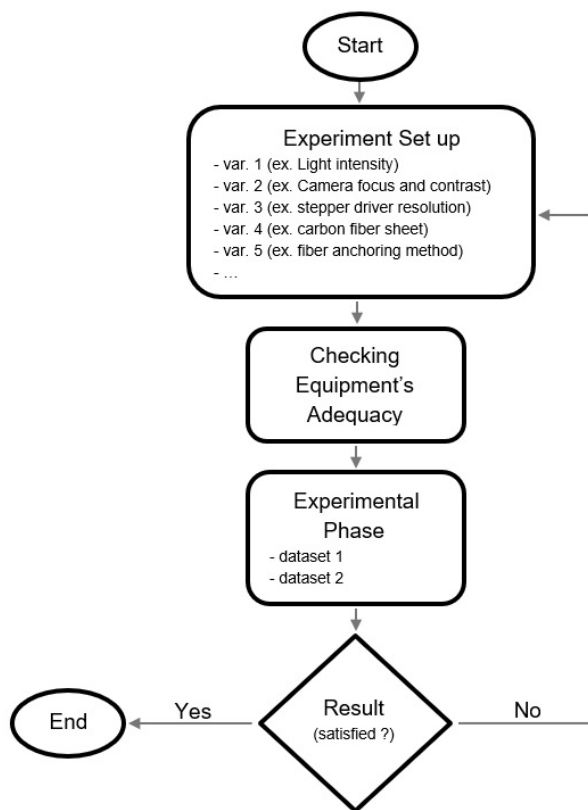 Start
Experiment Set up
- var. 1 (ex. Light intensity)
- var. 2 (ex. Camera focus and contrast)
- var. 3 (ex. stepper driver resolution)
- var. 4 (ex. carbon fiber sheet)
- var. 5 (ex. fiber anchoring method)
- ...
Checking
Equipment's
Adequacy
Experimental
Phase
- dataset 1
- dataset 2
Result
(satisfied ?)
Yes
No
End